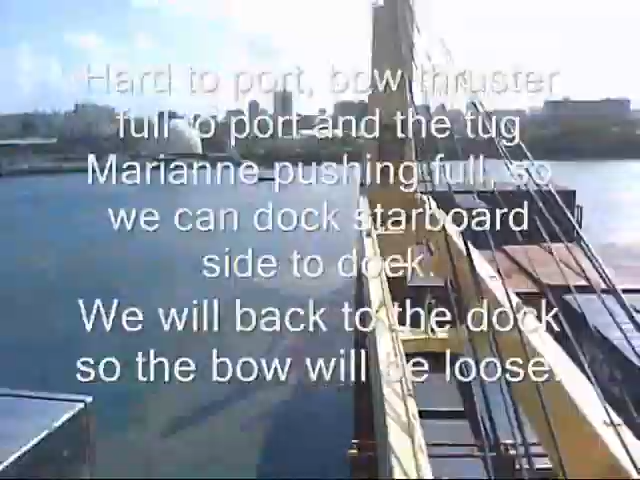 Hard to port, bow thruster
full to port and the tug
Marianne pushing full, so
we can dock starboard
side to dock.
We will back to the dock
so the bow will be loose.